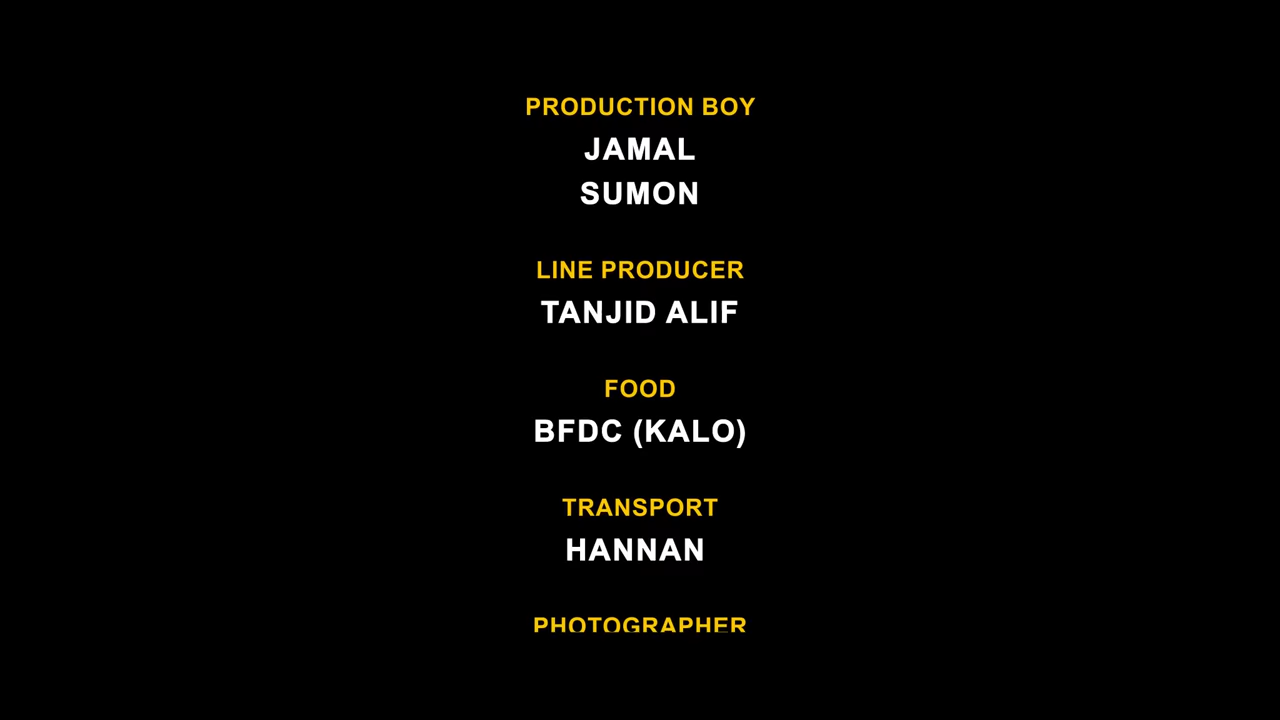 PRODUCTION BOY
JAMAL
SUMON
LINE PRODUCER
TANJID ALIF
FOOD
BFDC (KALO)
TRANSPORT
HANNAN
PHOTOGRAPHER